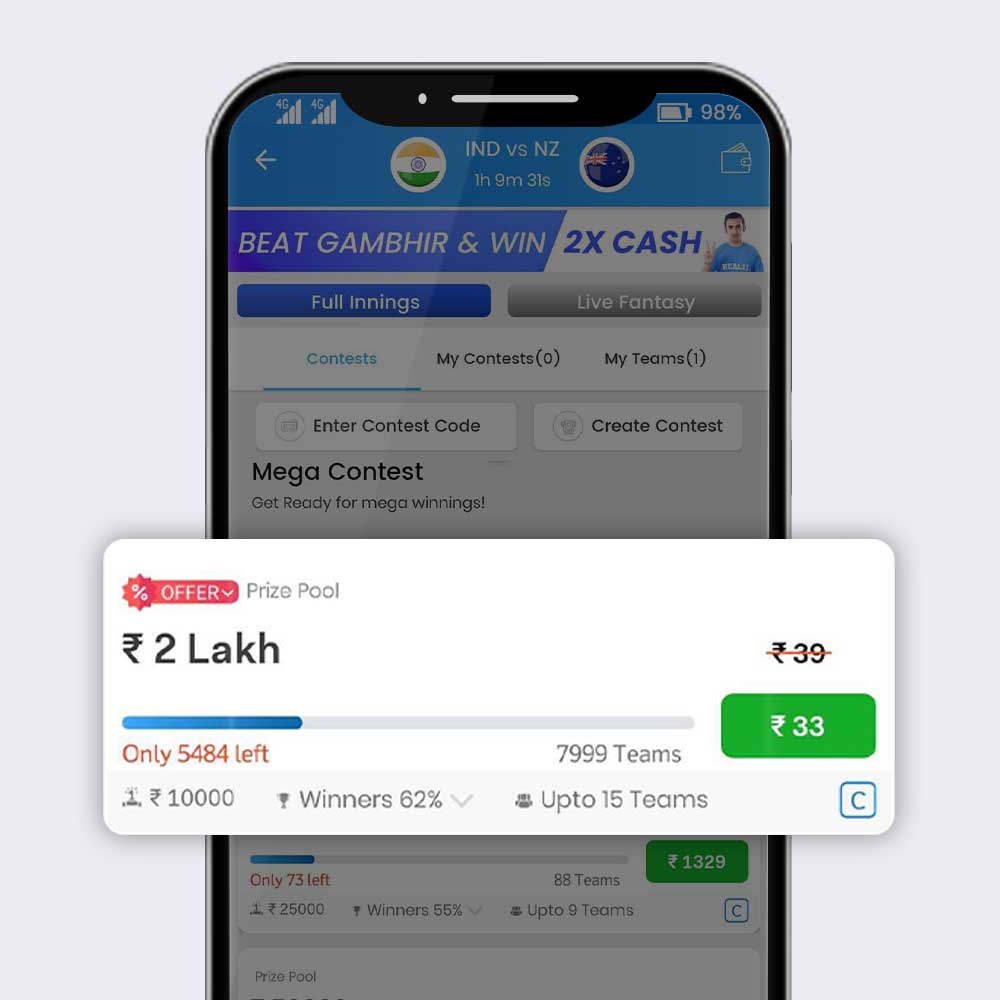 4G 4G 98%
IND vs NZ
1h 9m 31s
BEAT GAMBHIR & WIN 2X CASH
Full Innings Live Fantasy
Contests My Contests(0) My Teams(1)
Enter Contest Code Create Contest
Mega Contest
Get Ready for mega winnings!
% OFFER Prize Pool
₹ 2 Lakh ₹ 39
₹ 33
Only 5484 left 7999 Teams
₹ 10000 Winners 62% Upto 15 Teams C
₹ 1329
Only 73 left 88 Teams
₹ 25000 Winners 55% Upto 9 Teams C
Prize Pool